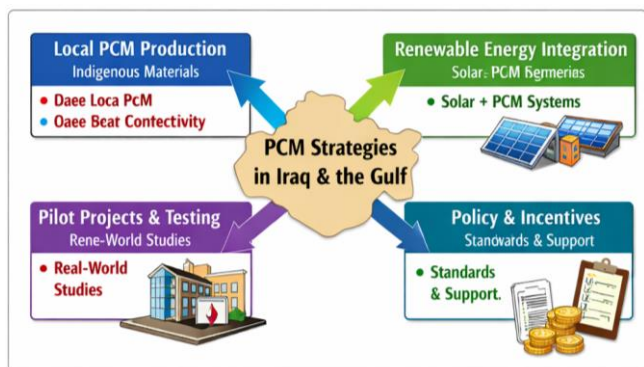 Local PCM Production
Indigenous Materials
• Daee Loca PcM
• Oaee Beat Contectivity
Renewable Energy Integration
Solar: PCM
• Solar + PCM Systems
PCM Strategies
in Iraq & the Gulf
Pilot Projects & Testing
Rene-World Studies
• Real-World
Studies
Policy & Incentives
Standards & Support
• Standards
& Support.